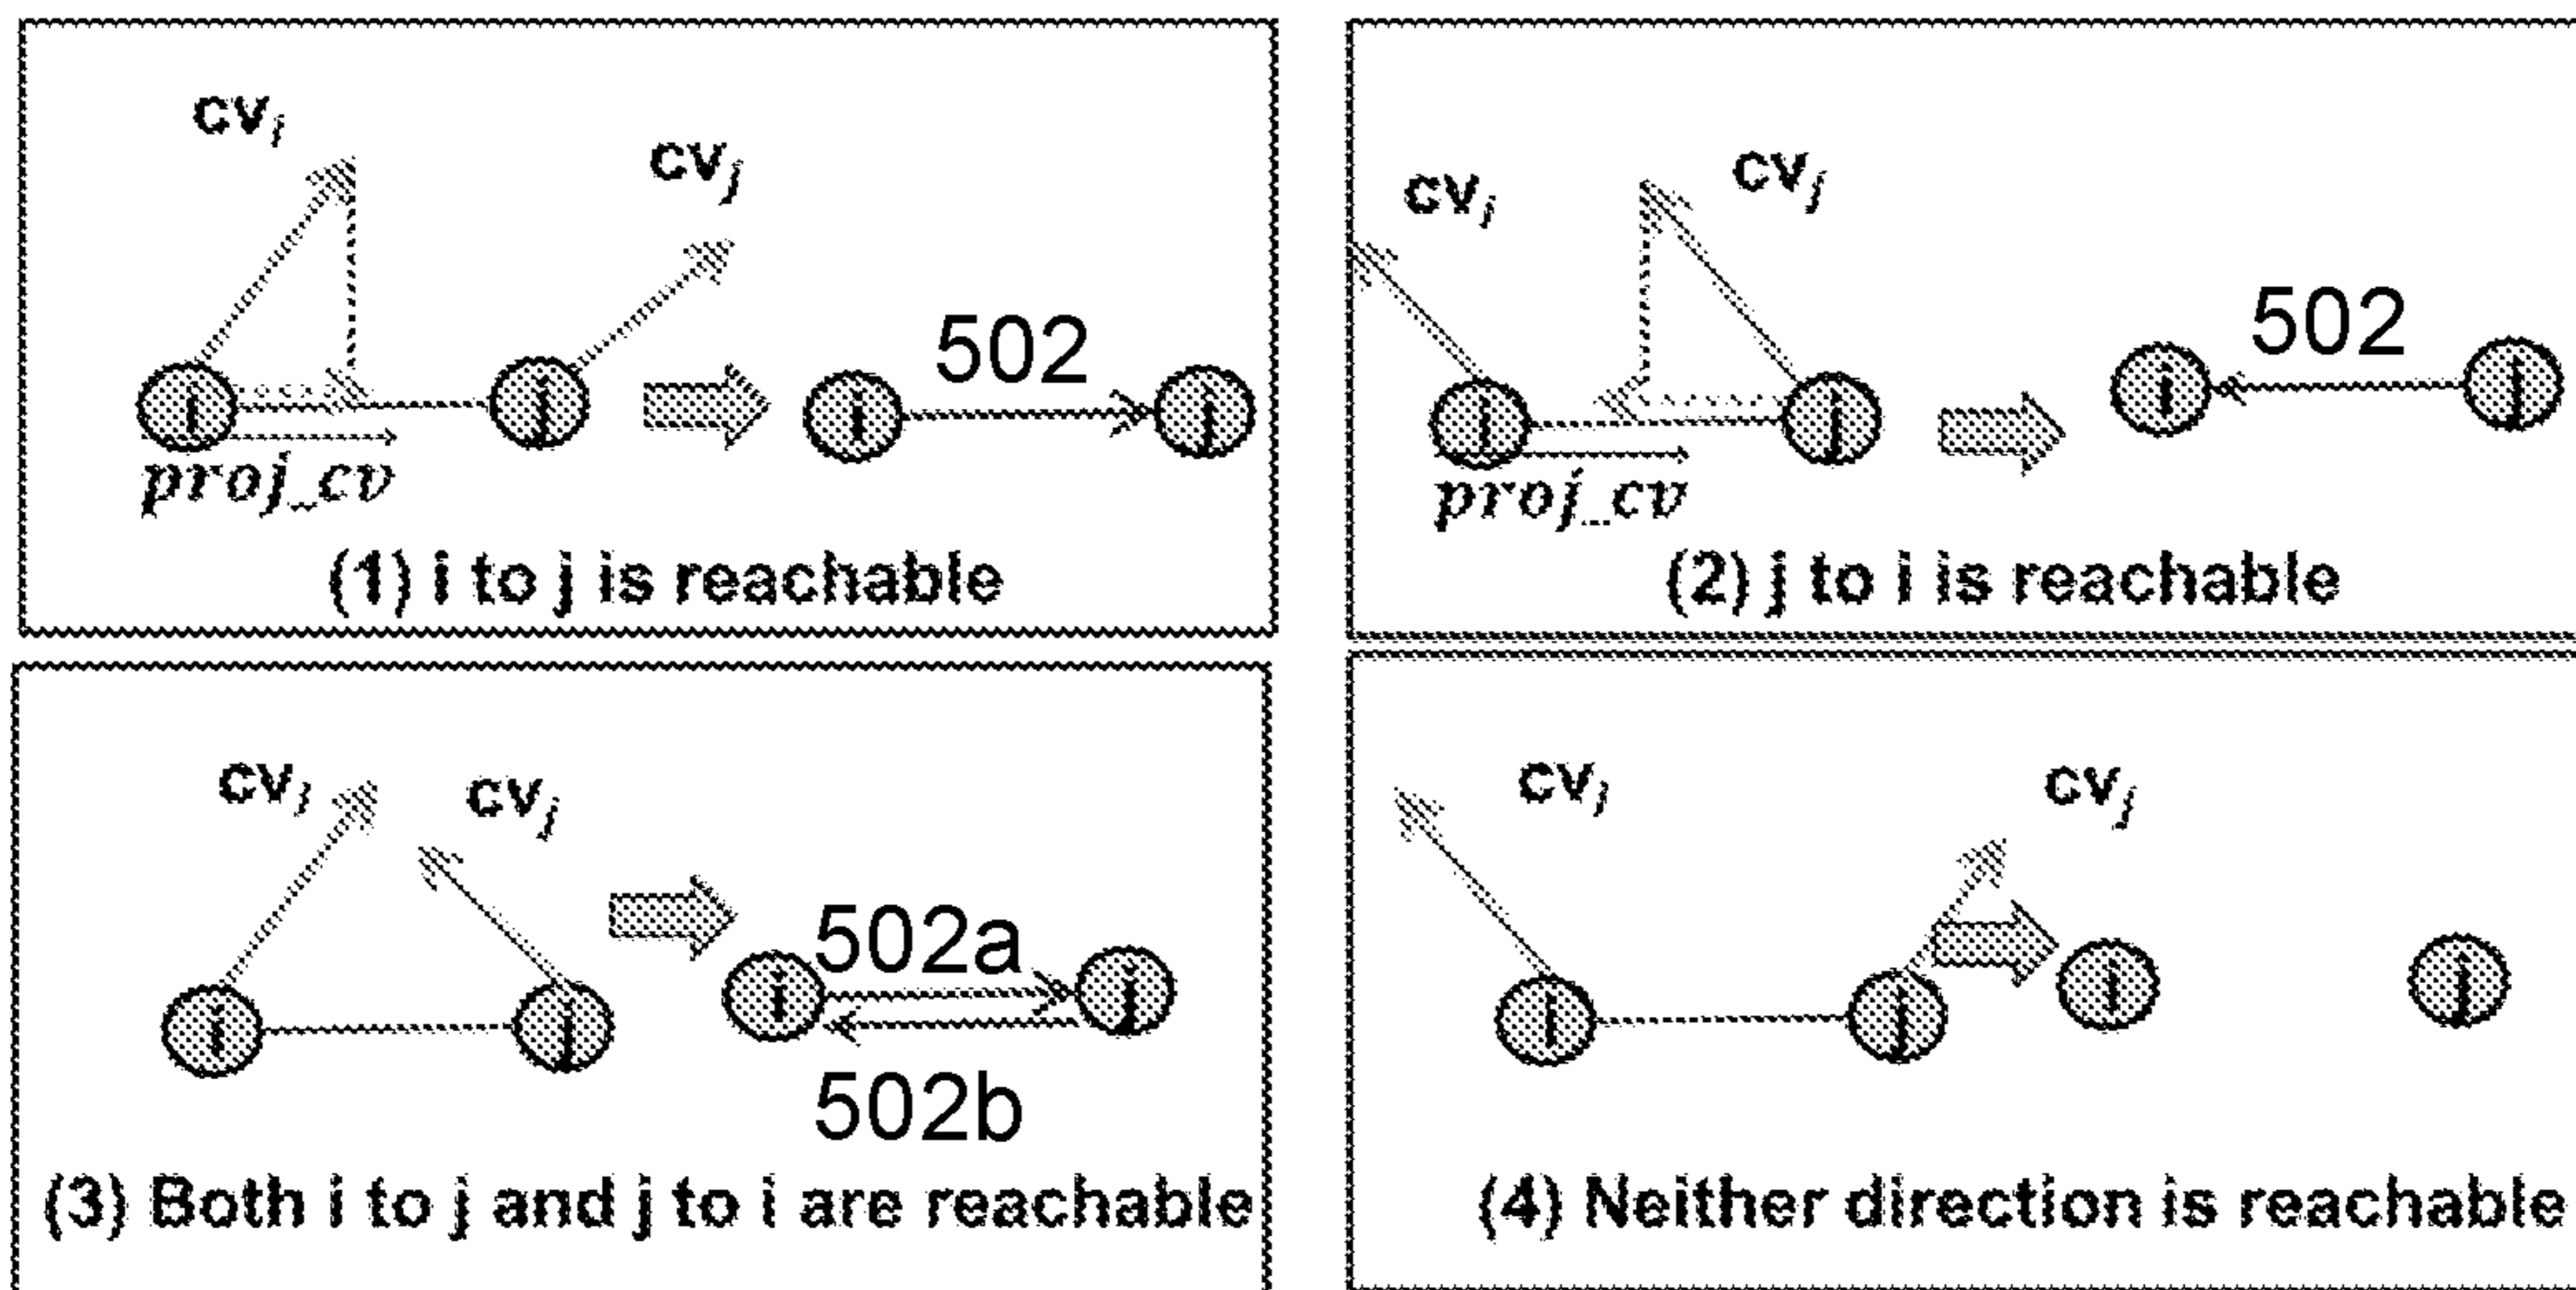 cv_i
cv_j
502
i j i j
proj_cv
(1) i to j is reachable
cv_i
cv_j
502
i j i j
proj_cv
(2) j to i is reachable
cv_i
cv_j
502a
i j i j
502b
(3) Both i to j and j to i are reachable
cv_i
cv_j
i j i j
(4) Neither direction is reachable